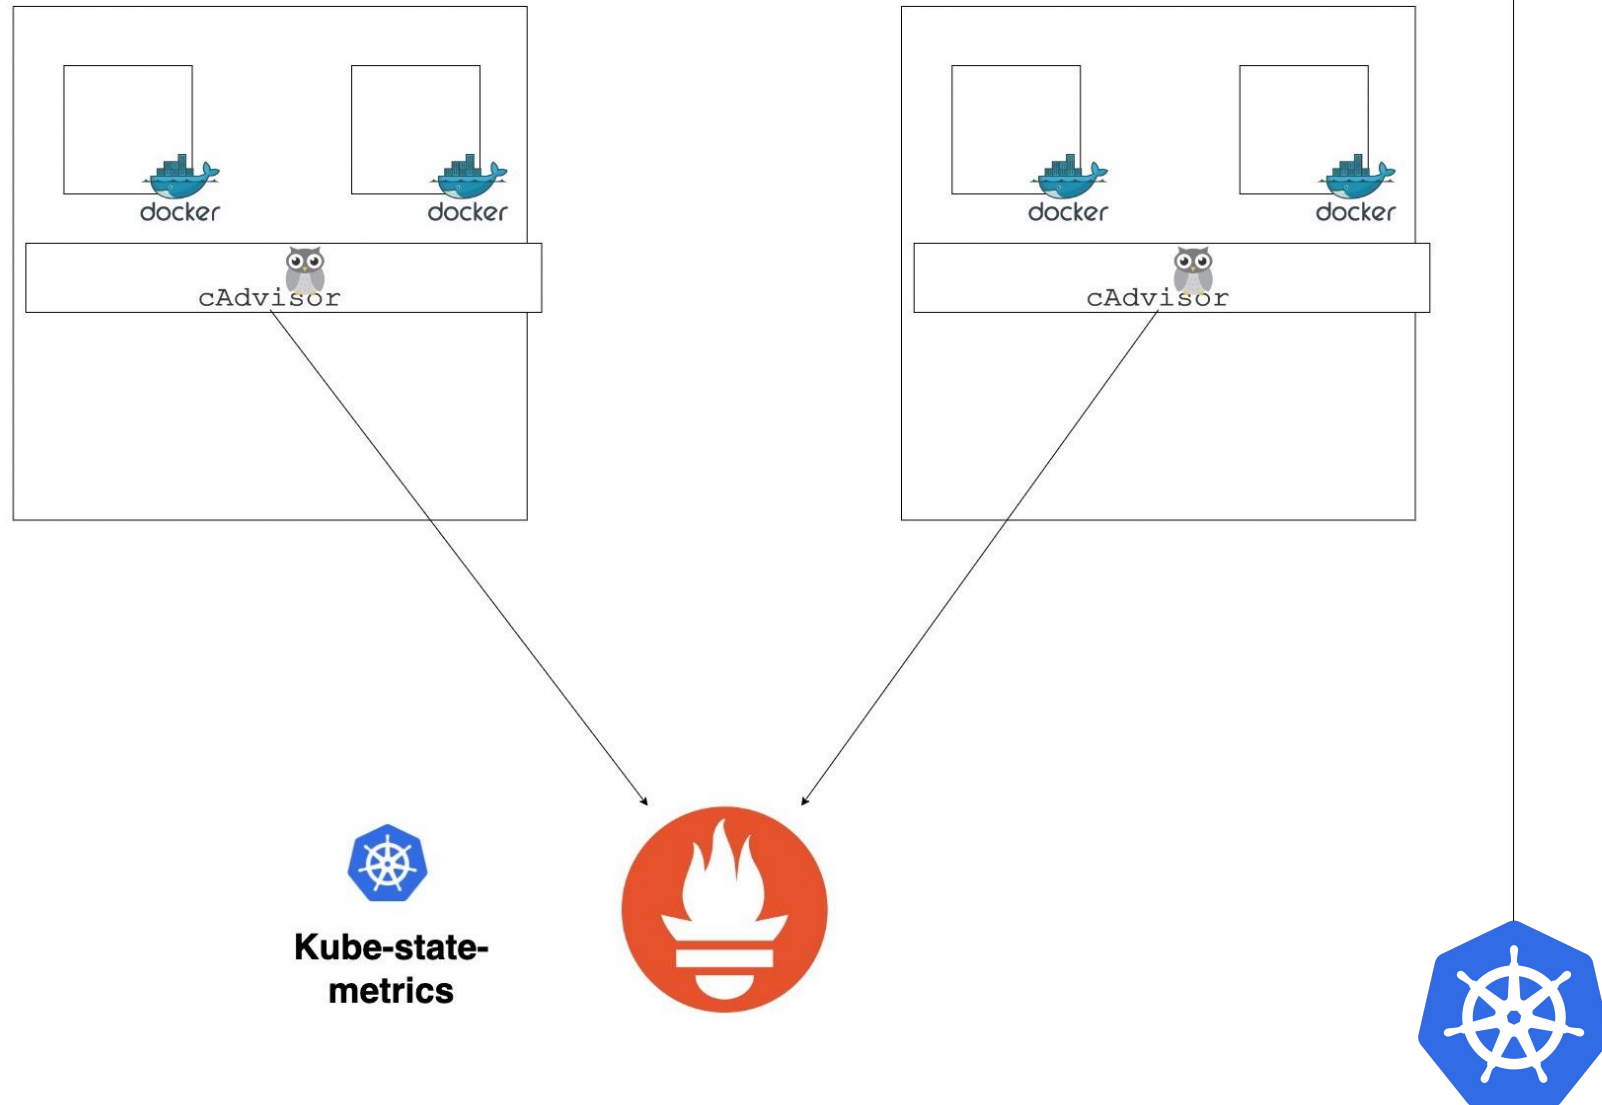 docker
docker
docker
docker
cAdvisor
cAdvisor
Kube-state-
metrics